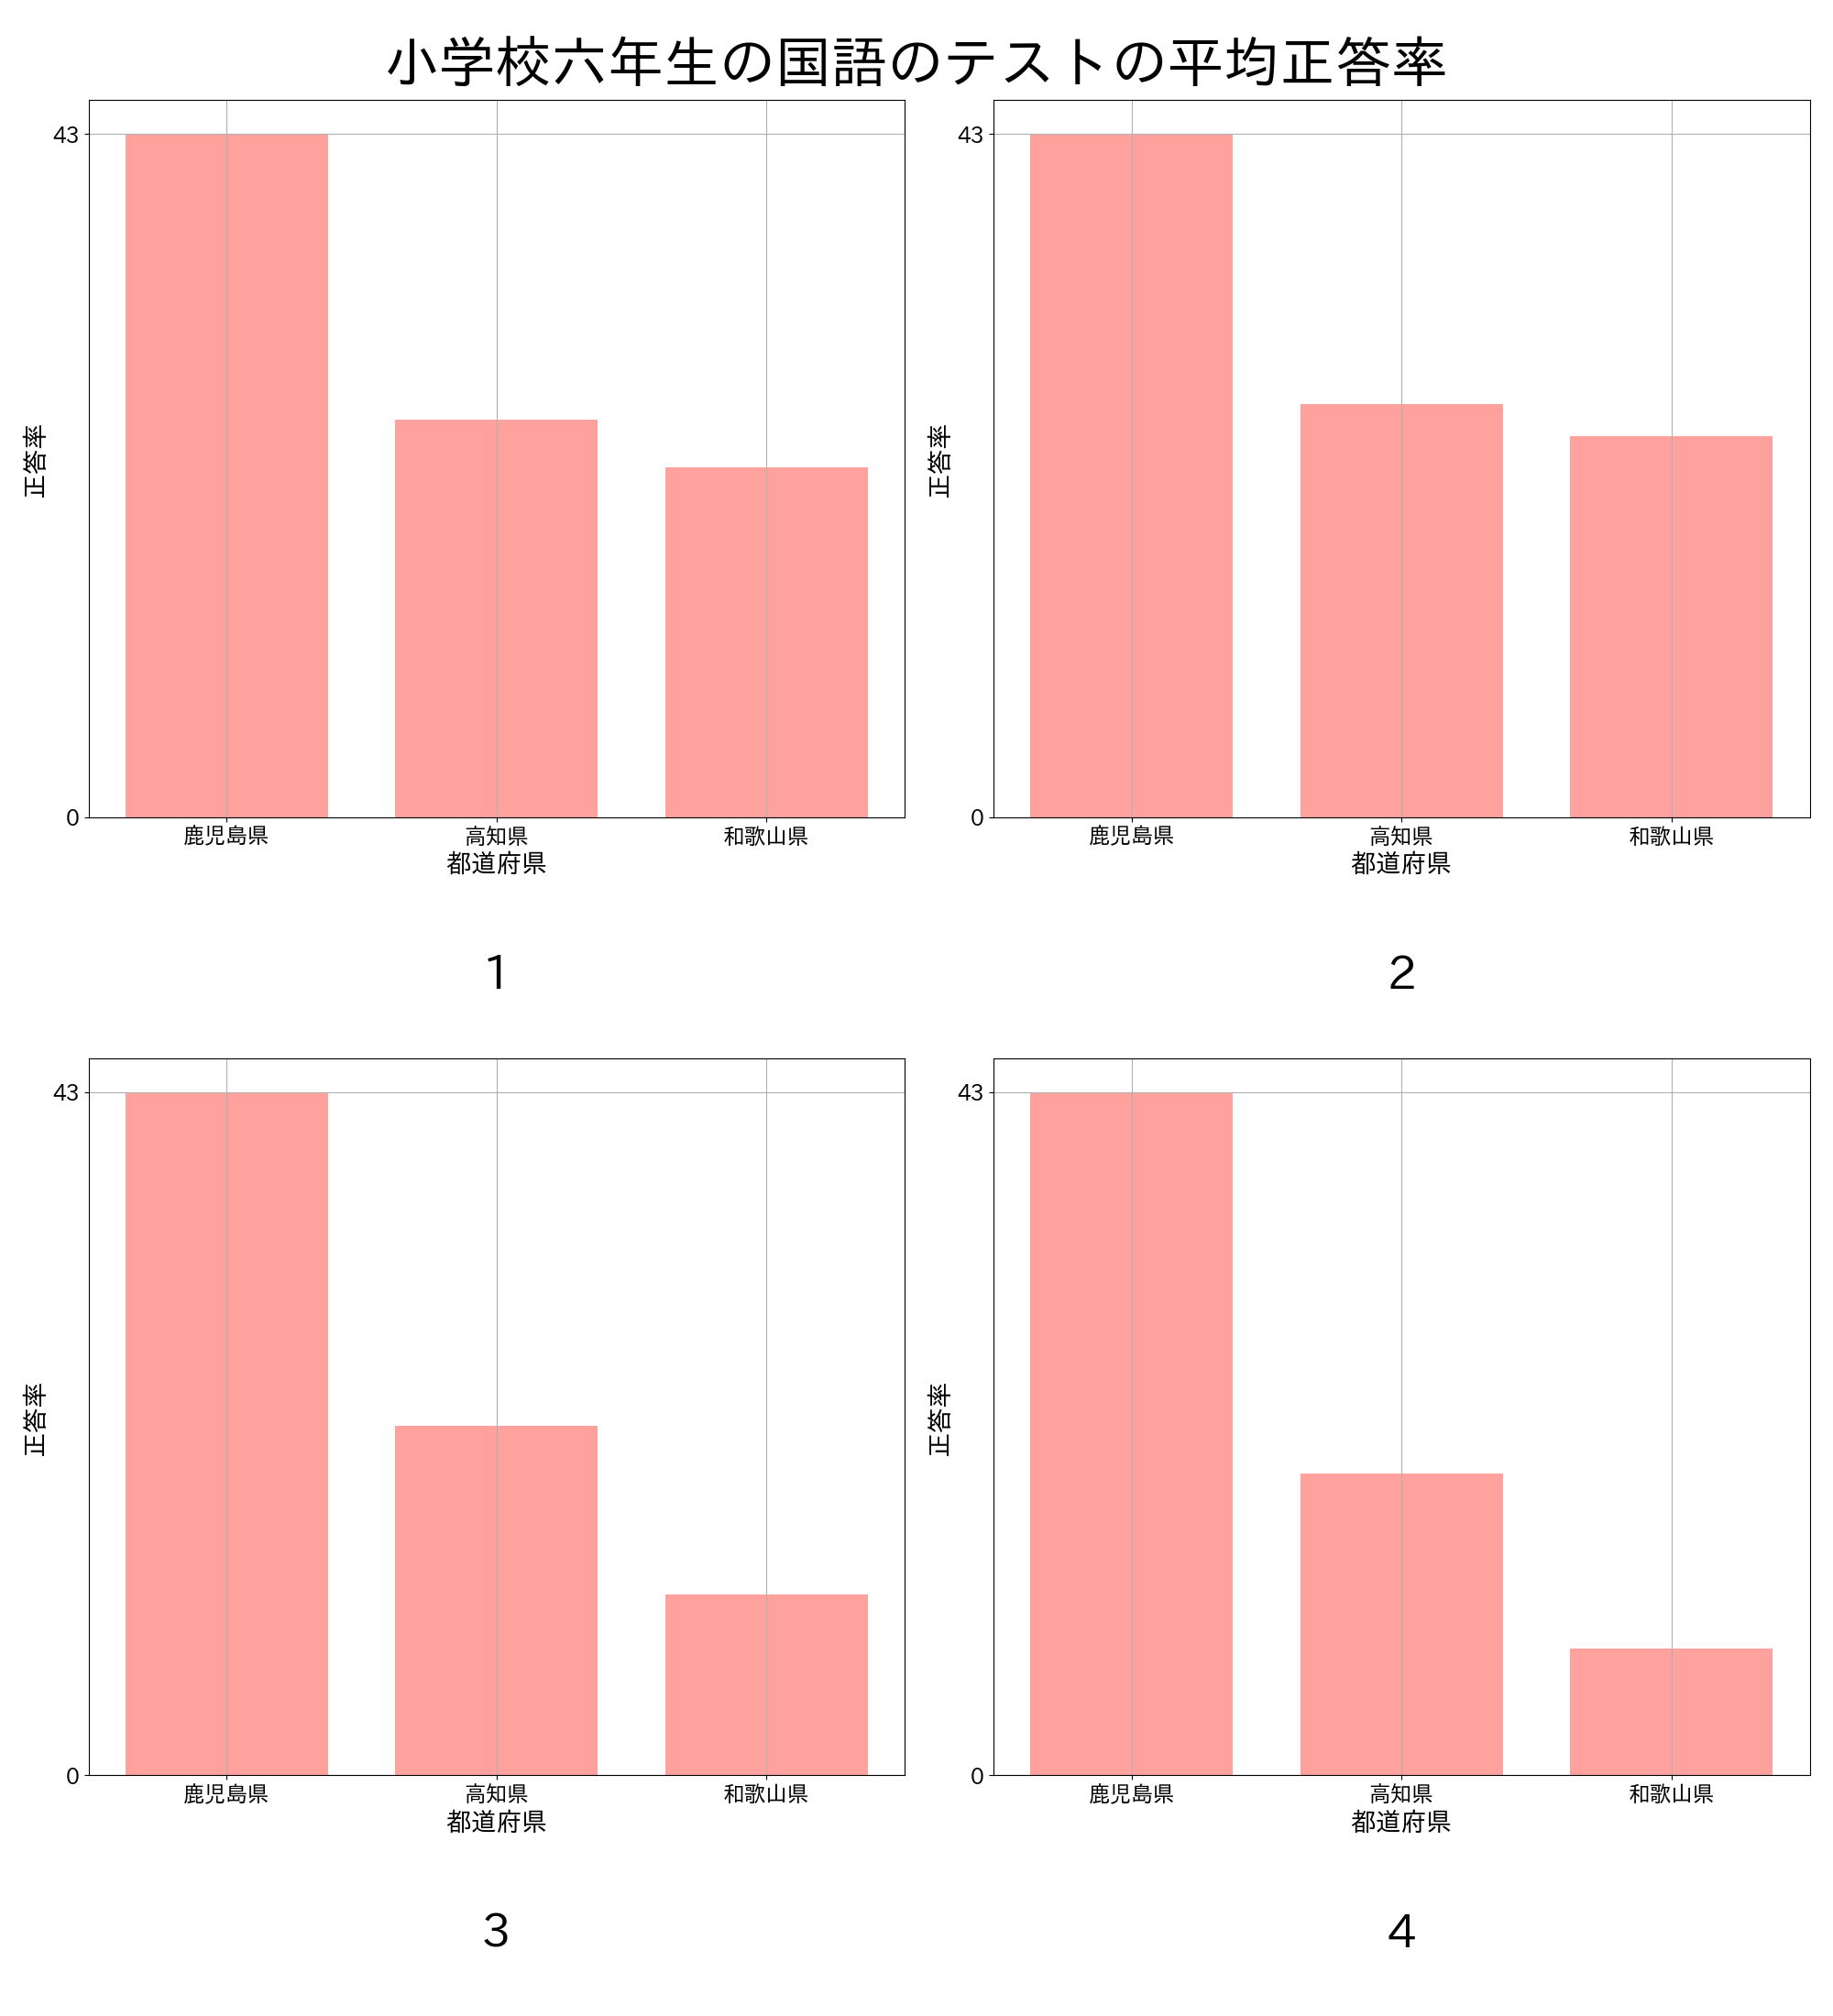 小学校六年生の国語のテストの平均正答率
43
0
正答率
鹿児島県 高知県 和歌山県
都道府県
1
43
0
正答率
鹿児島県 高知県 和歌山県
都道府県
2
43
0
正答率
鹿児島県 高知県 和歌山県
都道府県
3
43
0
正答率
鹿児島県 高知県 和歌山県
都道府県
4